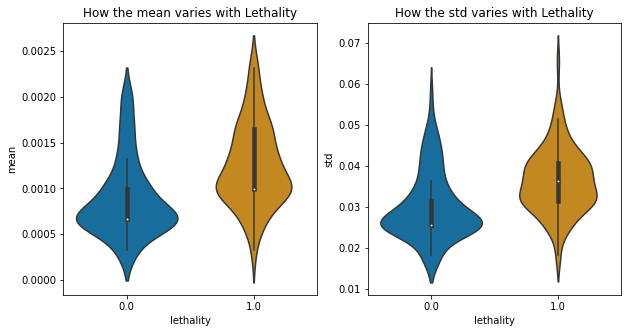 How the mean varies with Lethality
0.0025
0.0020
0.0015
0.0010
0.0005
0.0000
mean
0.0
1.0
lethality
How the std varies with Lethality
0.07
0.06
0.05
0.04
0.03
0.02
0.01
std
0.0
1.0
lethality